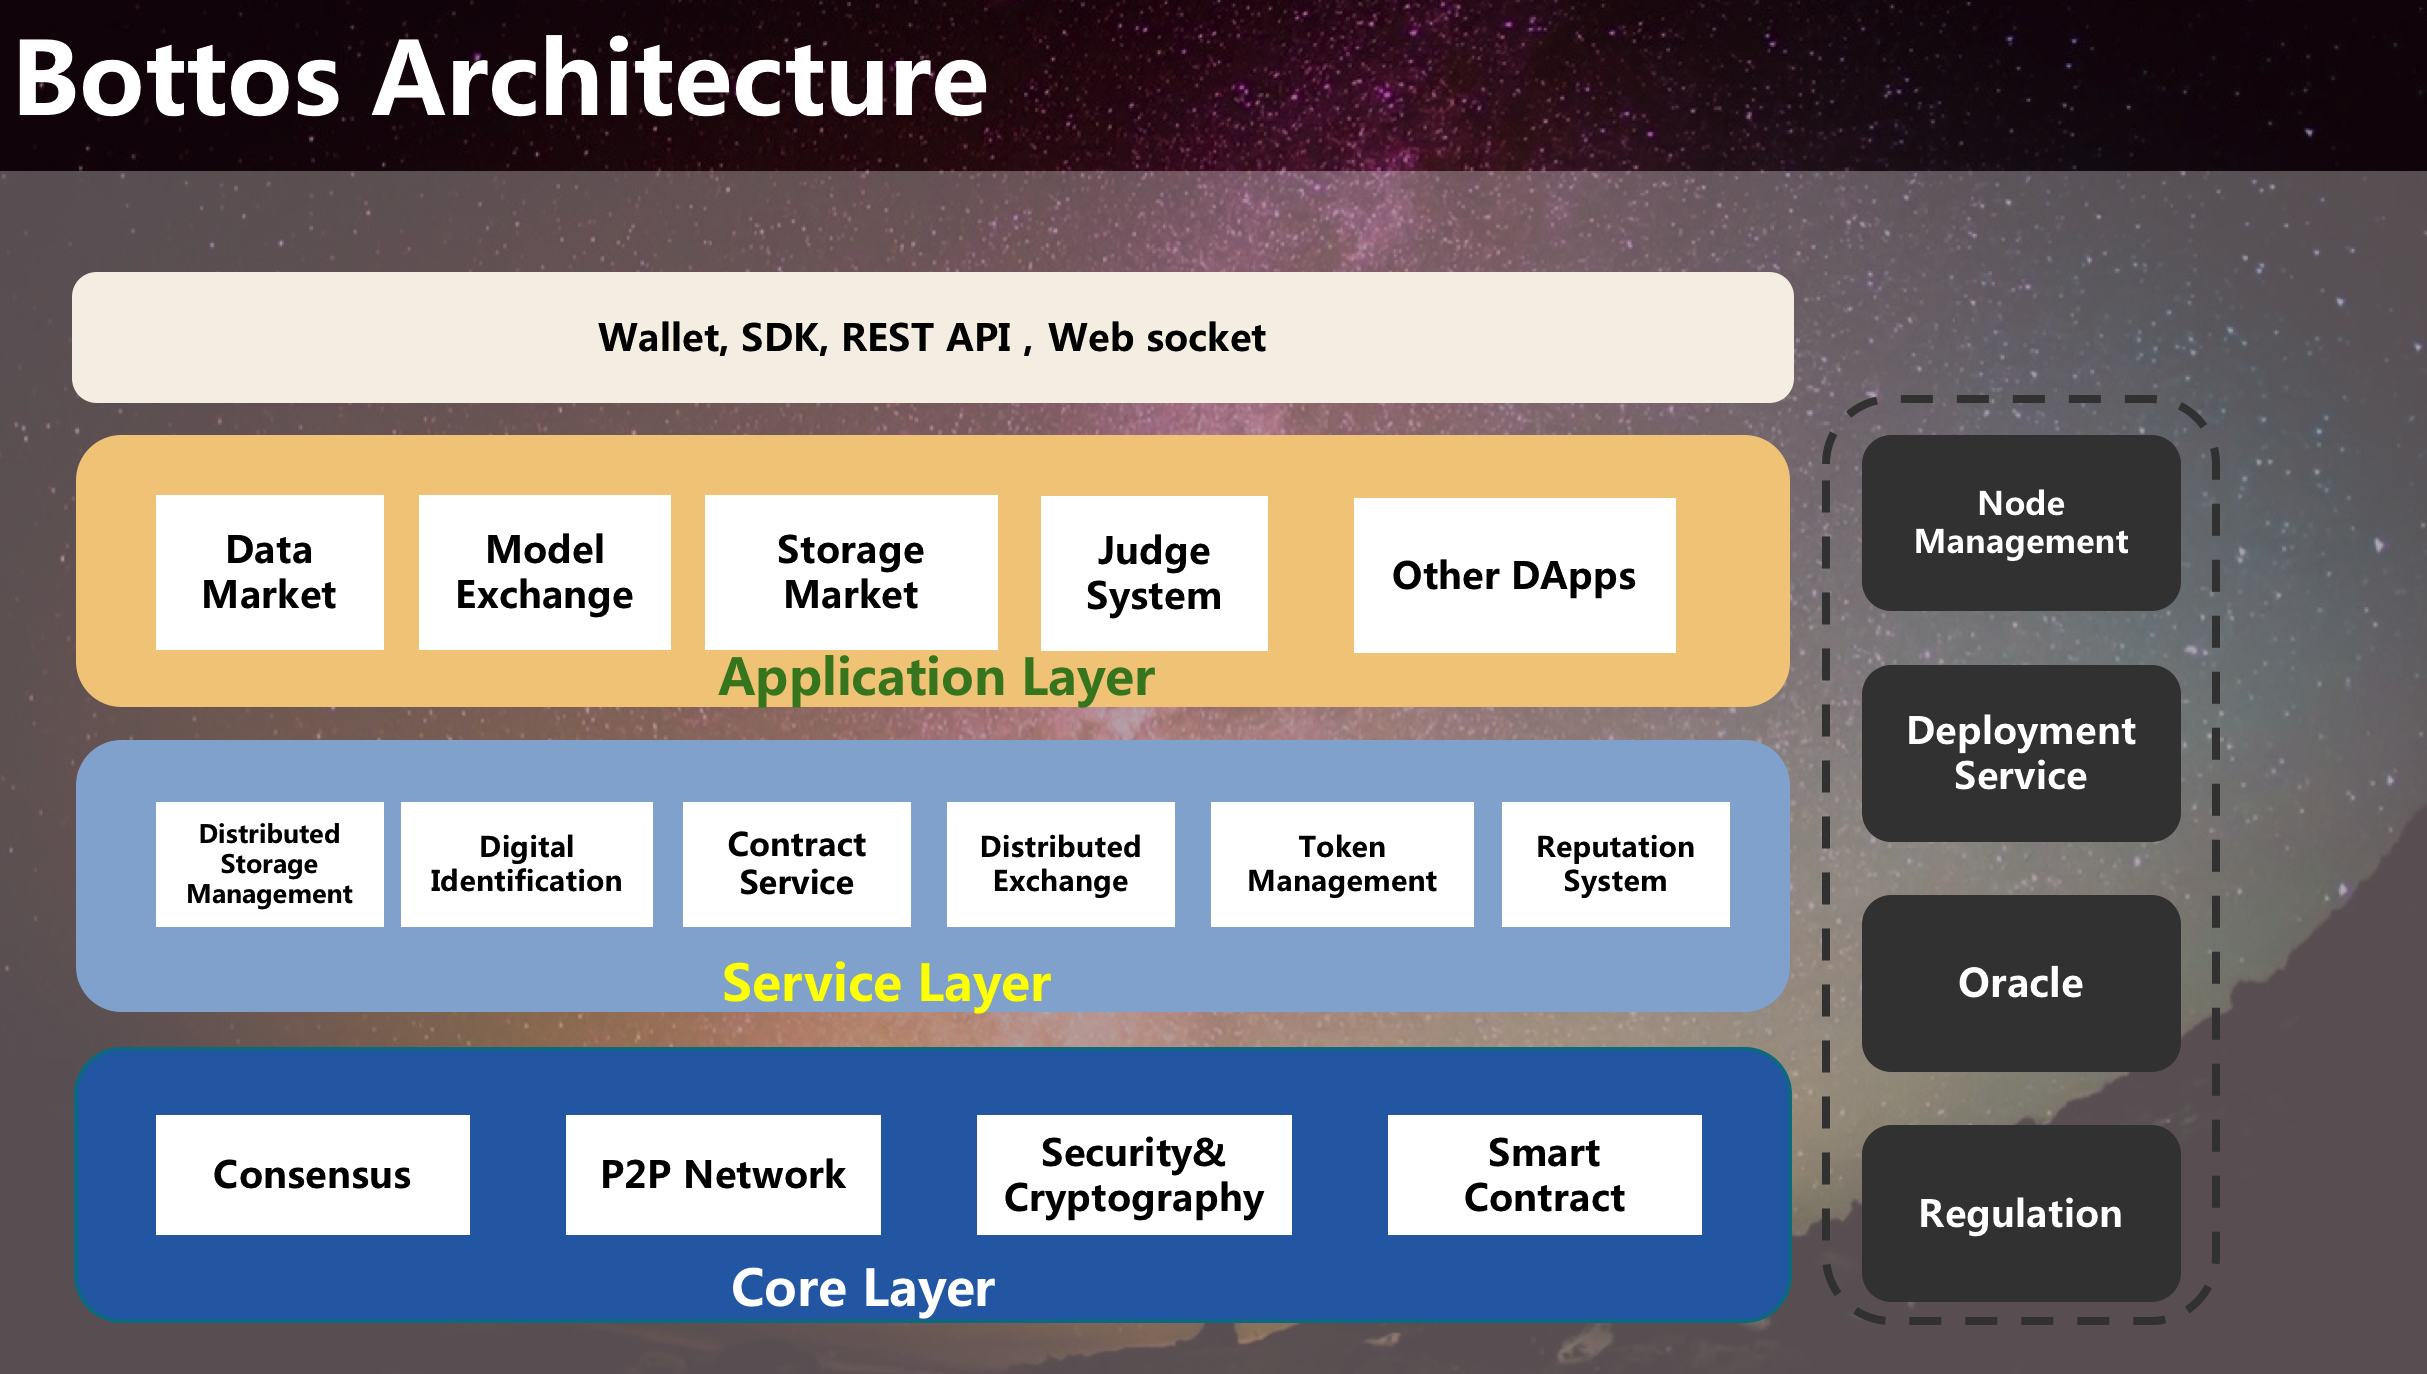 Bottos Architecture
Wallet, SDK, REST API , Web socket
Data
Market
Model
Exchange
Storage
Market
Judge
System
Other DApps
Application Layer
Distributed
Storage
Management
Digital
Identification
Contract
Service
Distributed
Exchange
Token
Management
Reputation
System
Service Layer
Consensus
P2P Network
Security&
Cryptography
Smart
Contract
Core Layer
Node
Management
Deployment
Service
Oracle
Regulation